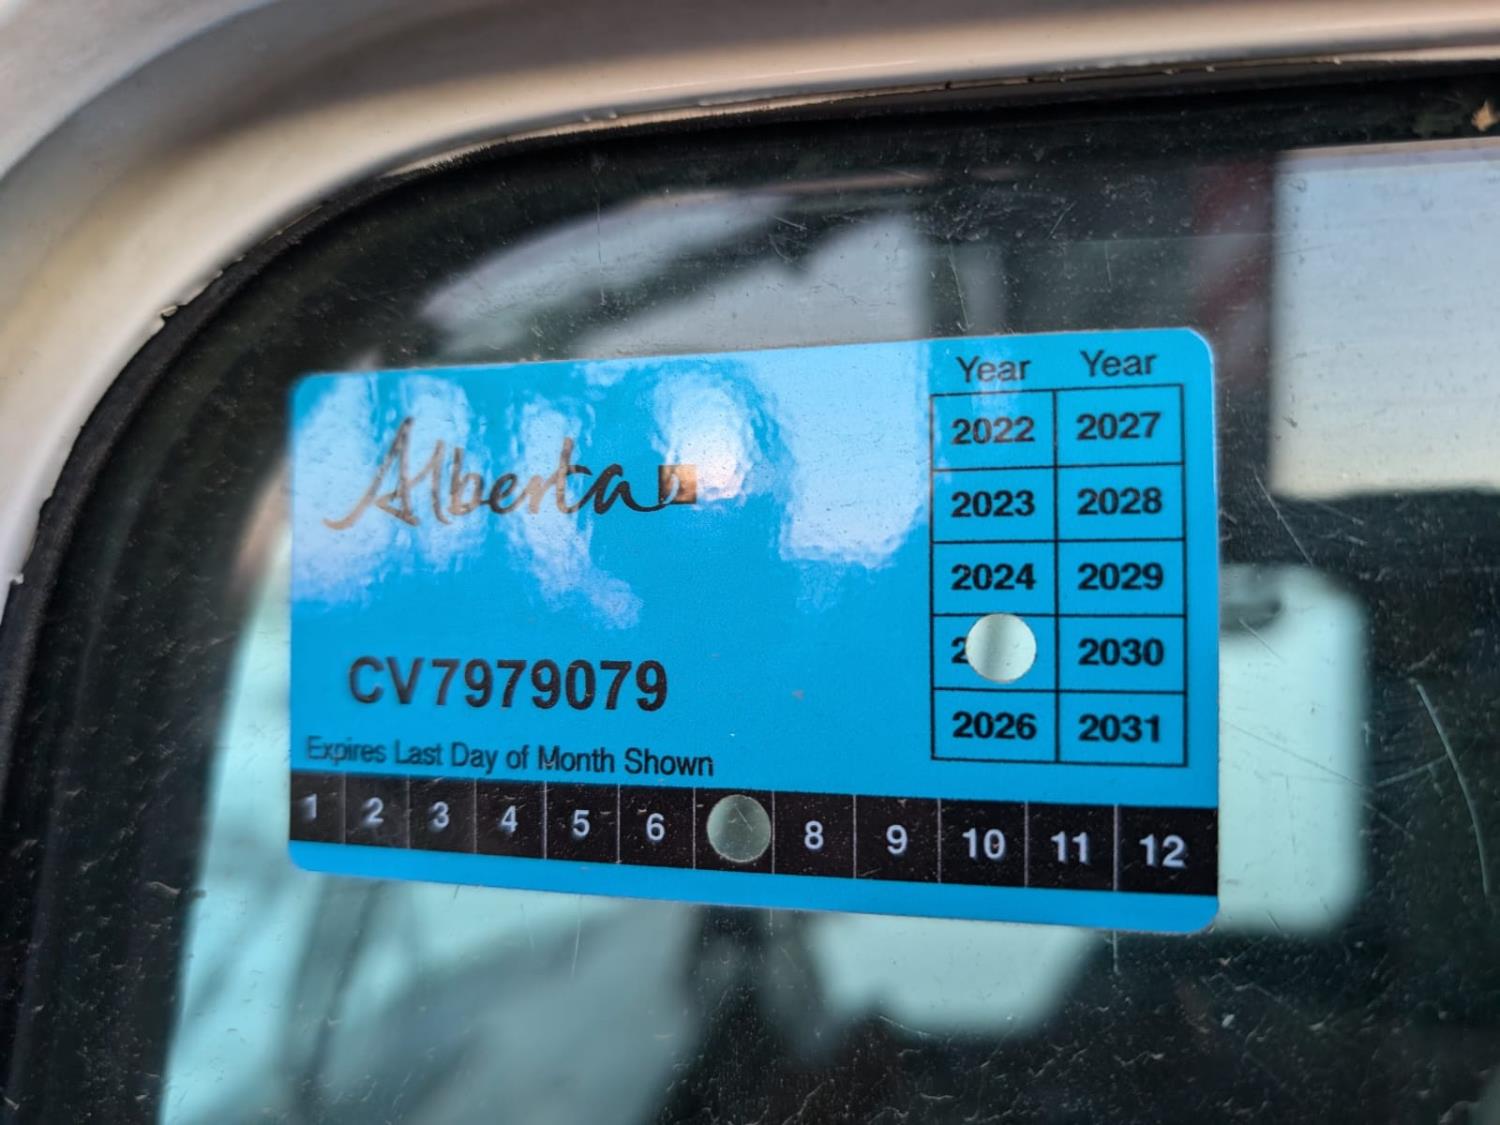 Year Year
2022 2027
2023 2028
2024 2029
2 2030
2026 2031
Alberta
CV7979079
Expires Last Day of Month Shown
1 2 3 4 5 6 8 9 10 11 12